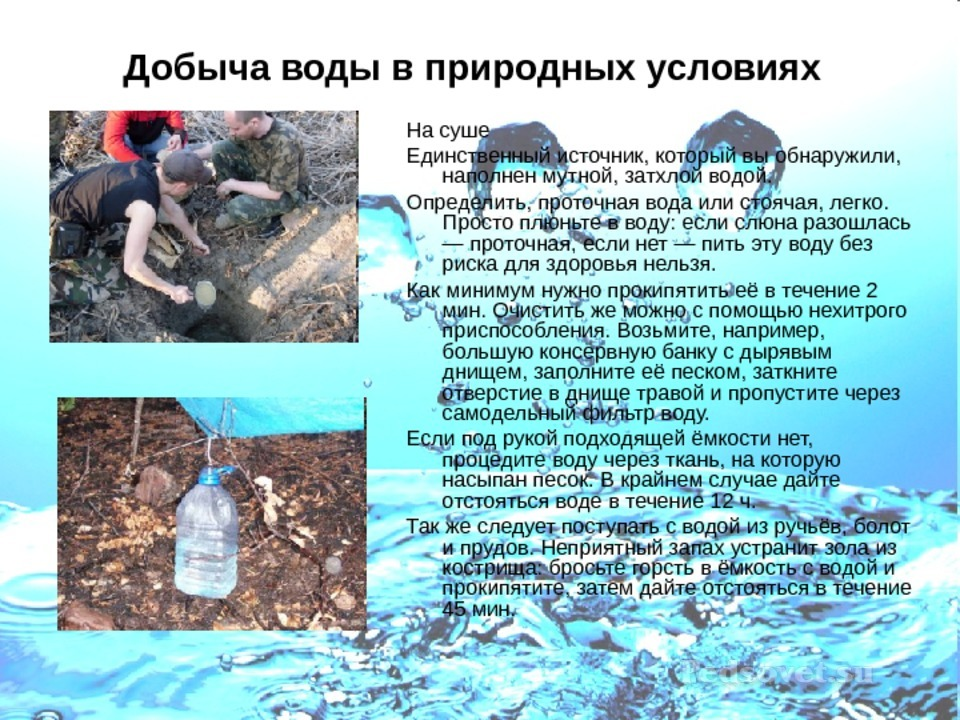 Добыча воды в природных условиях
На суше
Единственный источник, который вы обнаружили,
наполнен мутной, затхлой водой.
Определить, проточная вода или стоячая, легко.
Просто плюньте в воду: если слюна разошлась
— проточная, если нет — пить эту воду без
риска для здоровья нельзя.
Как минимум нужно прокипятить её в течение 2
мин. Очистить же можно с помощью нехитрого
приспособления. Возьмите, например,
большую консервную банку с дырявым
днищем, заполните её песком, заткните
отверстие в днище травой и пропустите через
самодельный фильтр воду.
Если под рукой подходящей ёмкости нет,
процедите воду через ткань, на которую
насыпан песок. В крайнем случае дайте
отстояться воде в течение 12 ч.
Так же следует поступать с водой из ручьёв, болот
и прудов. Неприятный запах устранит зола из
кострища: бросьте горсть в ёмкость с водой и
прокипятите, затем дайте отстояться в течение
45 мин.
Pedsovet.su